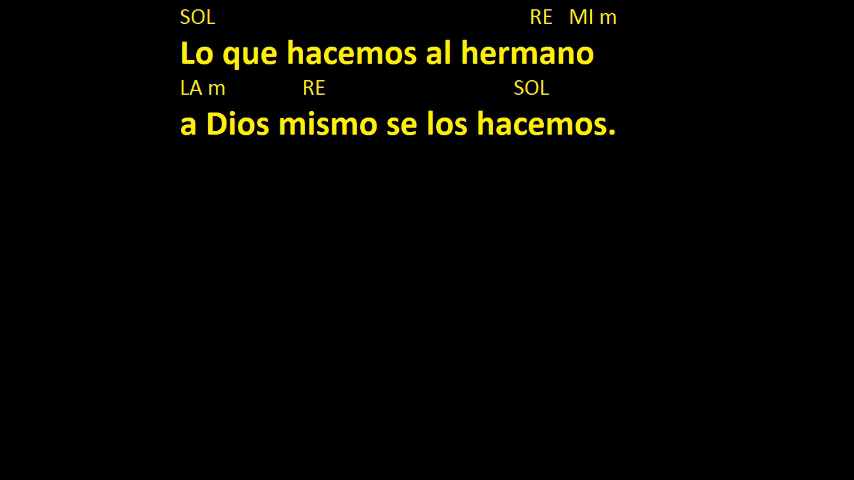 SOL RE MI m
Lo que hacemos al hermano
LA m RE SOL
a Dios mismo se los hacemos.